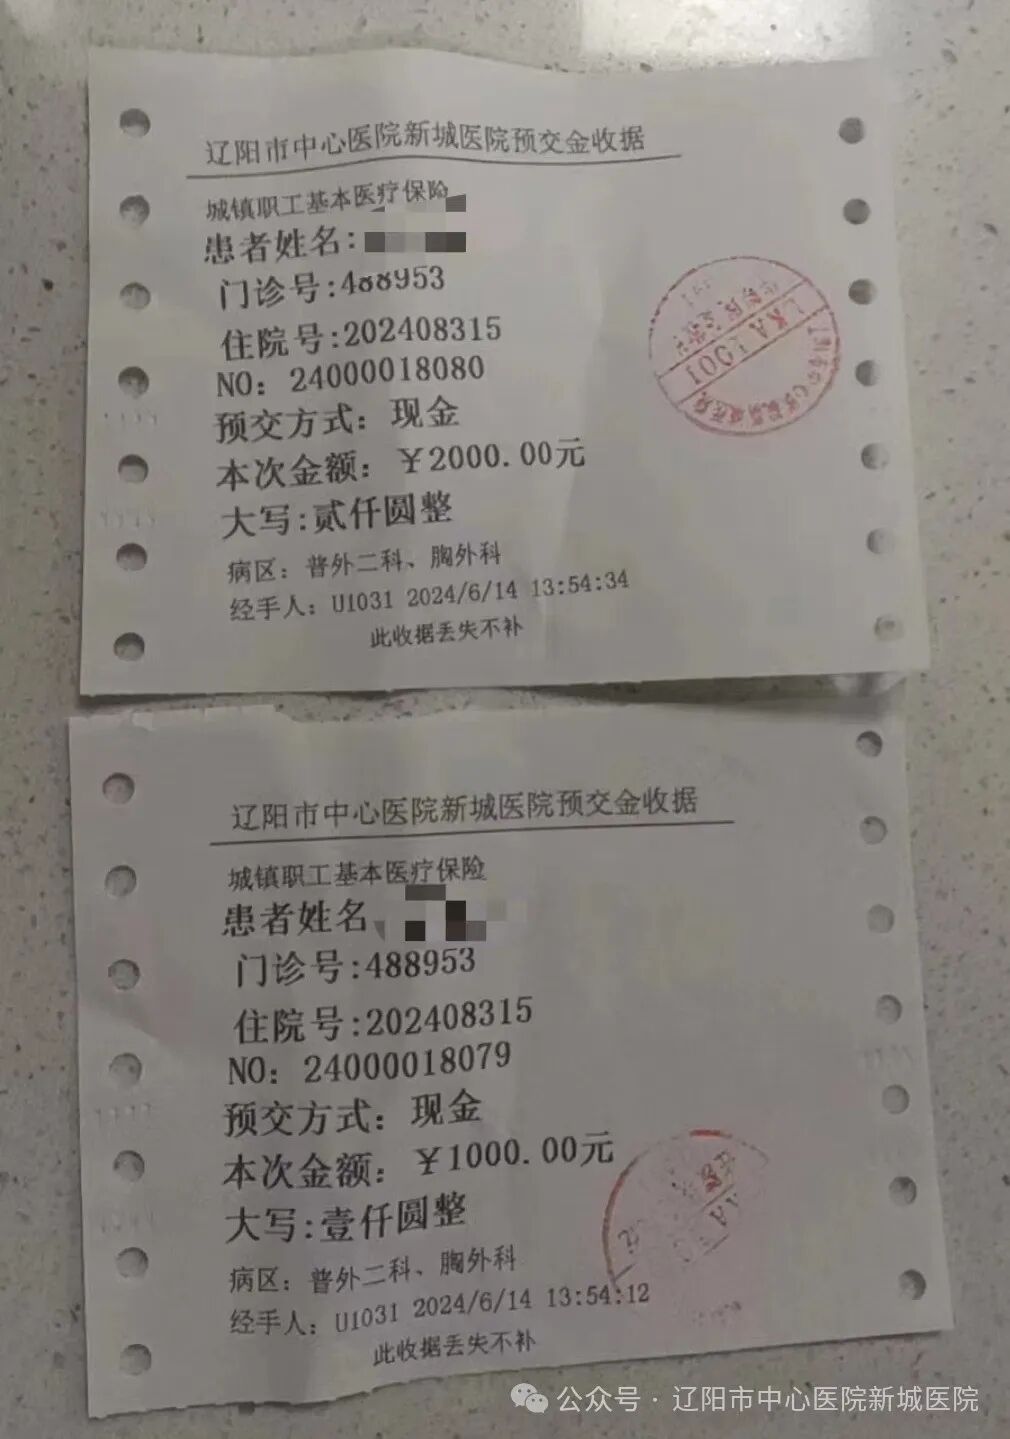 辽阳市中心医院新城医院预交金收据
城镇职工基本医疗保险
患者姓名:
门诊号:488953
住院号:202408315
NO: 24000018080
预交方式: 现金
本次金额: ￥2000.00元
大写:贰仟圆整
病区: 普外二科、胸外科
经手人: U1031 2024/6/14 13:54:34
此收据丢失不补
辽阳市中心医院新城医院预交金收据
城镇职工基本医疗保险
患者姓名
门诊号:488953
住院号:202408315
NO: 24000018079
预交方式: 现金
本次金额: ￥1000.00元
大写:壹仟圆整
病区: 普外二科、胸外科
经手人: U1031 2024/6/14 13:54:12
此收据丢失不补
公众号·辽阳市中心医院新城医院